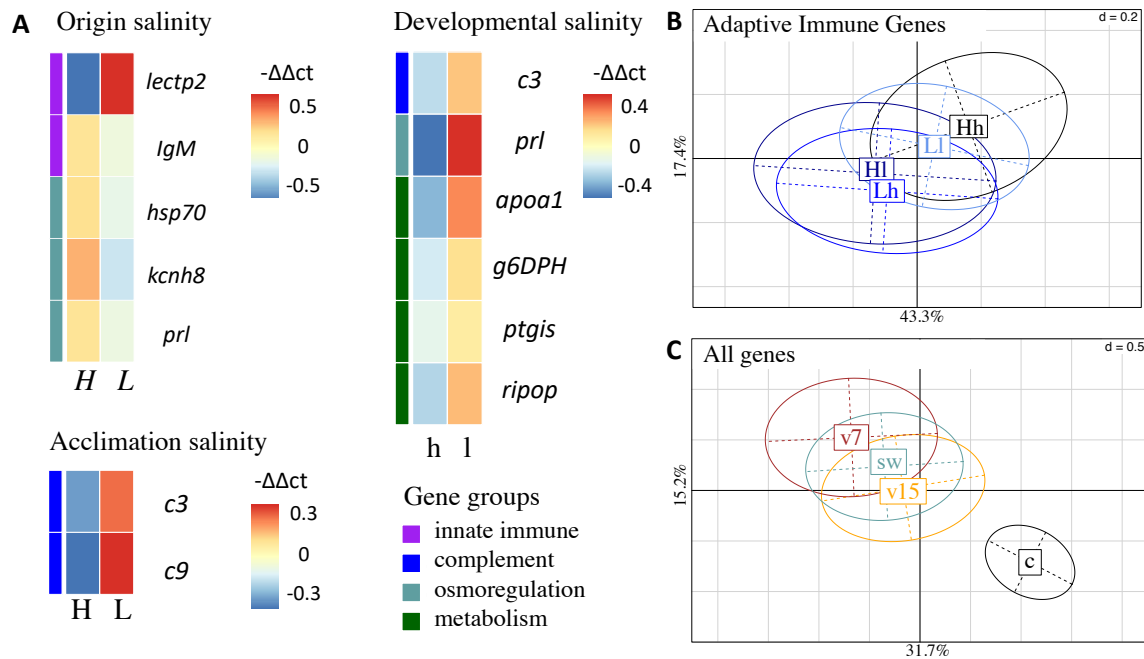 A
Origin salinity
lectp2
IgM
hsp70
kcnh8
prl
H L
-ΔΔct
0.5
0
-0.5
Acclimation salinity
c3
c9
H L
-ΔΔct
0.3
0
-0.3
Developmental salinity
c3
prl
apoa1
g6DPH
ptgis
ripop
h l
-ΔΔct
0.4
0
-0.4
Gene groups
innate immune
complement
osmoregulation
metabolism
B
Adaptive Immune Genes
d = 0.2
Hh
Ll
Hl
Lh
17.4%
43.3%
C
All genes
d = 0.5
v7
sw
v15
c
15.2%
31.7%